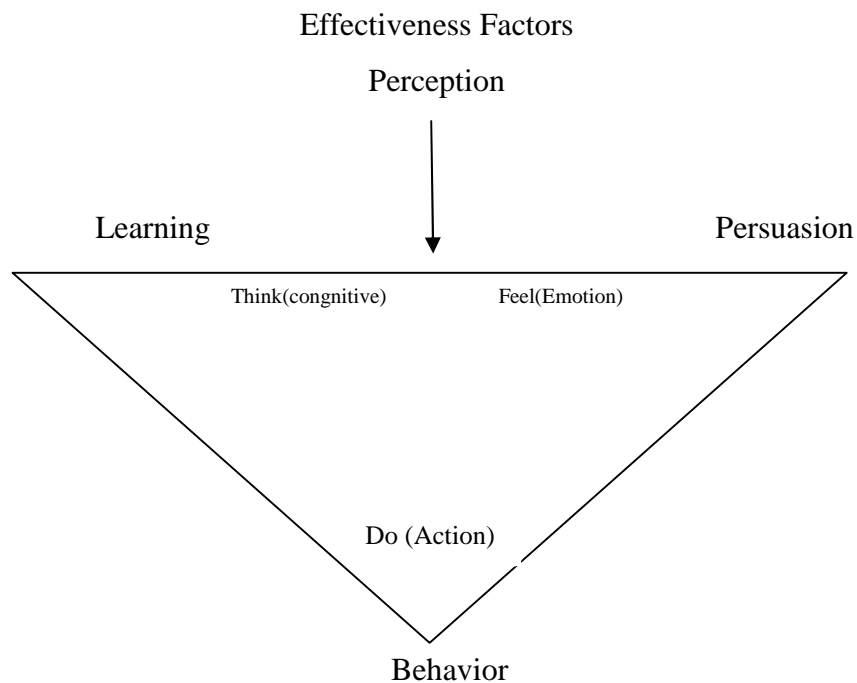 Effectiveness Factors
Perception
Learning Persuasion
Think(congnitive) Feel(Emotion)
Do (Action)
Behavior